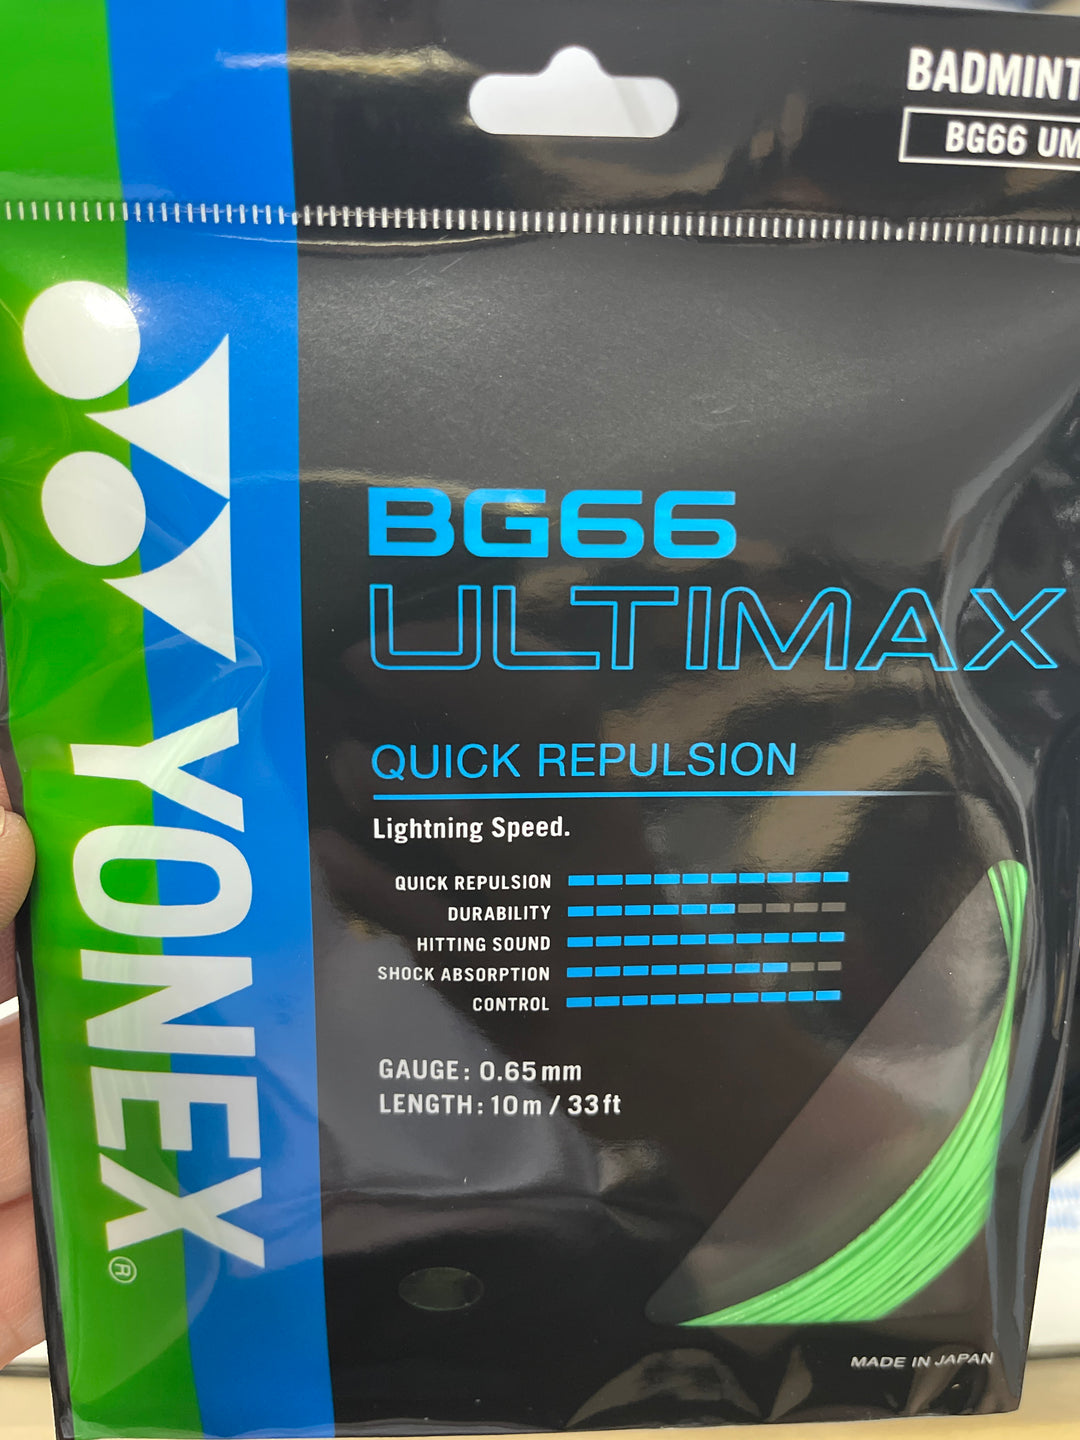 BADMINT
BG66 UM
YONEX®
BG66
ULTIMAX
QUICK REPULSION
Lightning Speed.
QUICK REPULSION
DURABILITY
HITTING SOUND
SHOCK ABSORPTION
CONTROL
GAUGE: 0.65mm
LENGTH: 10m / 33ft
MADE IN JAPAN